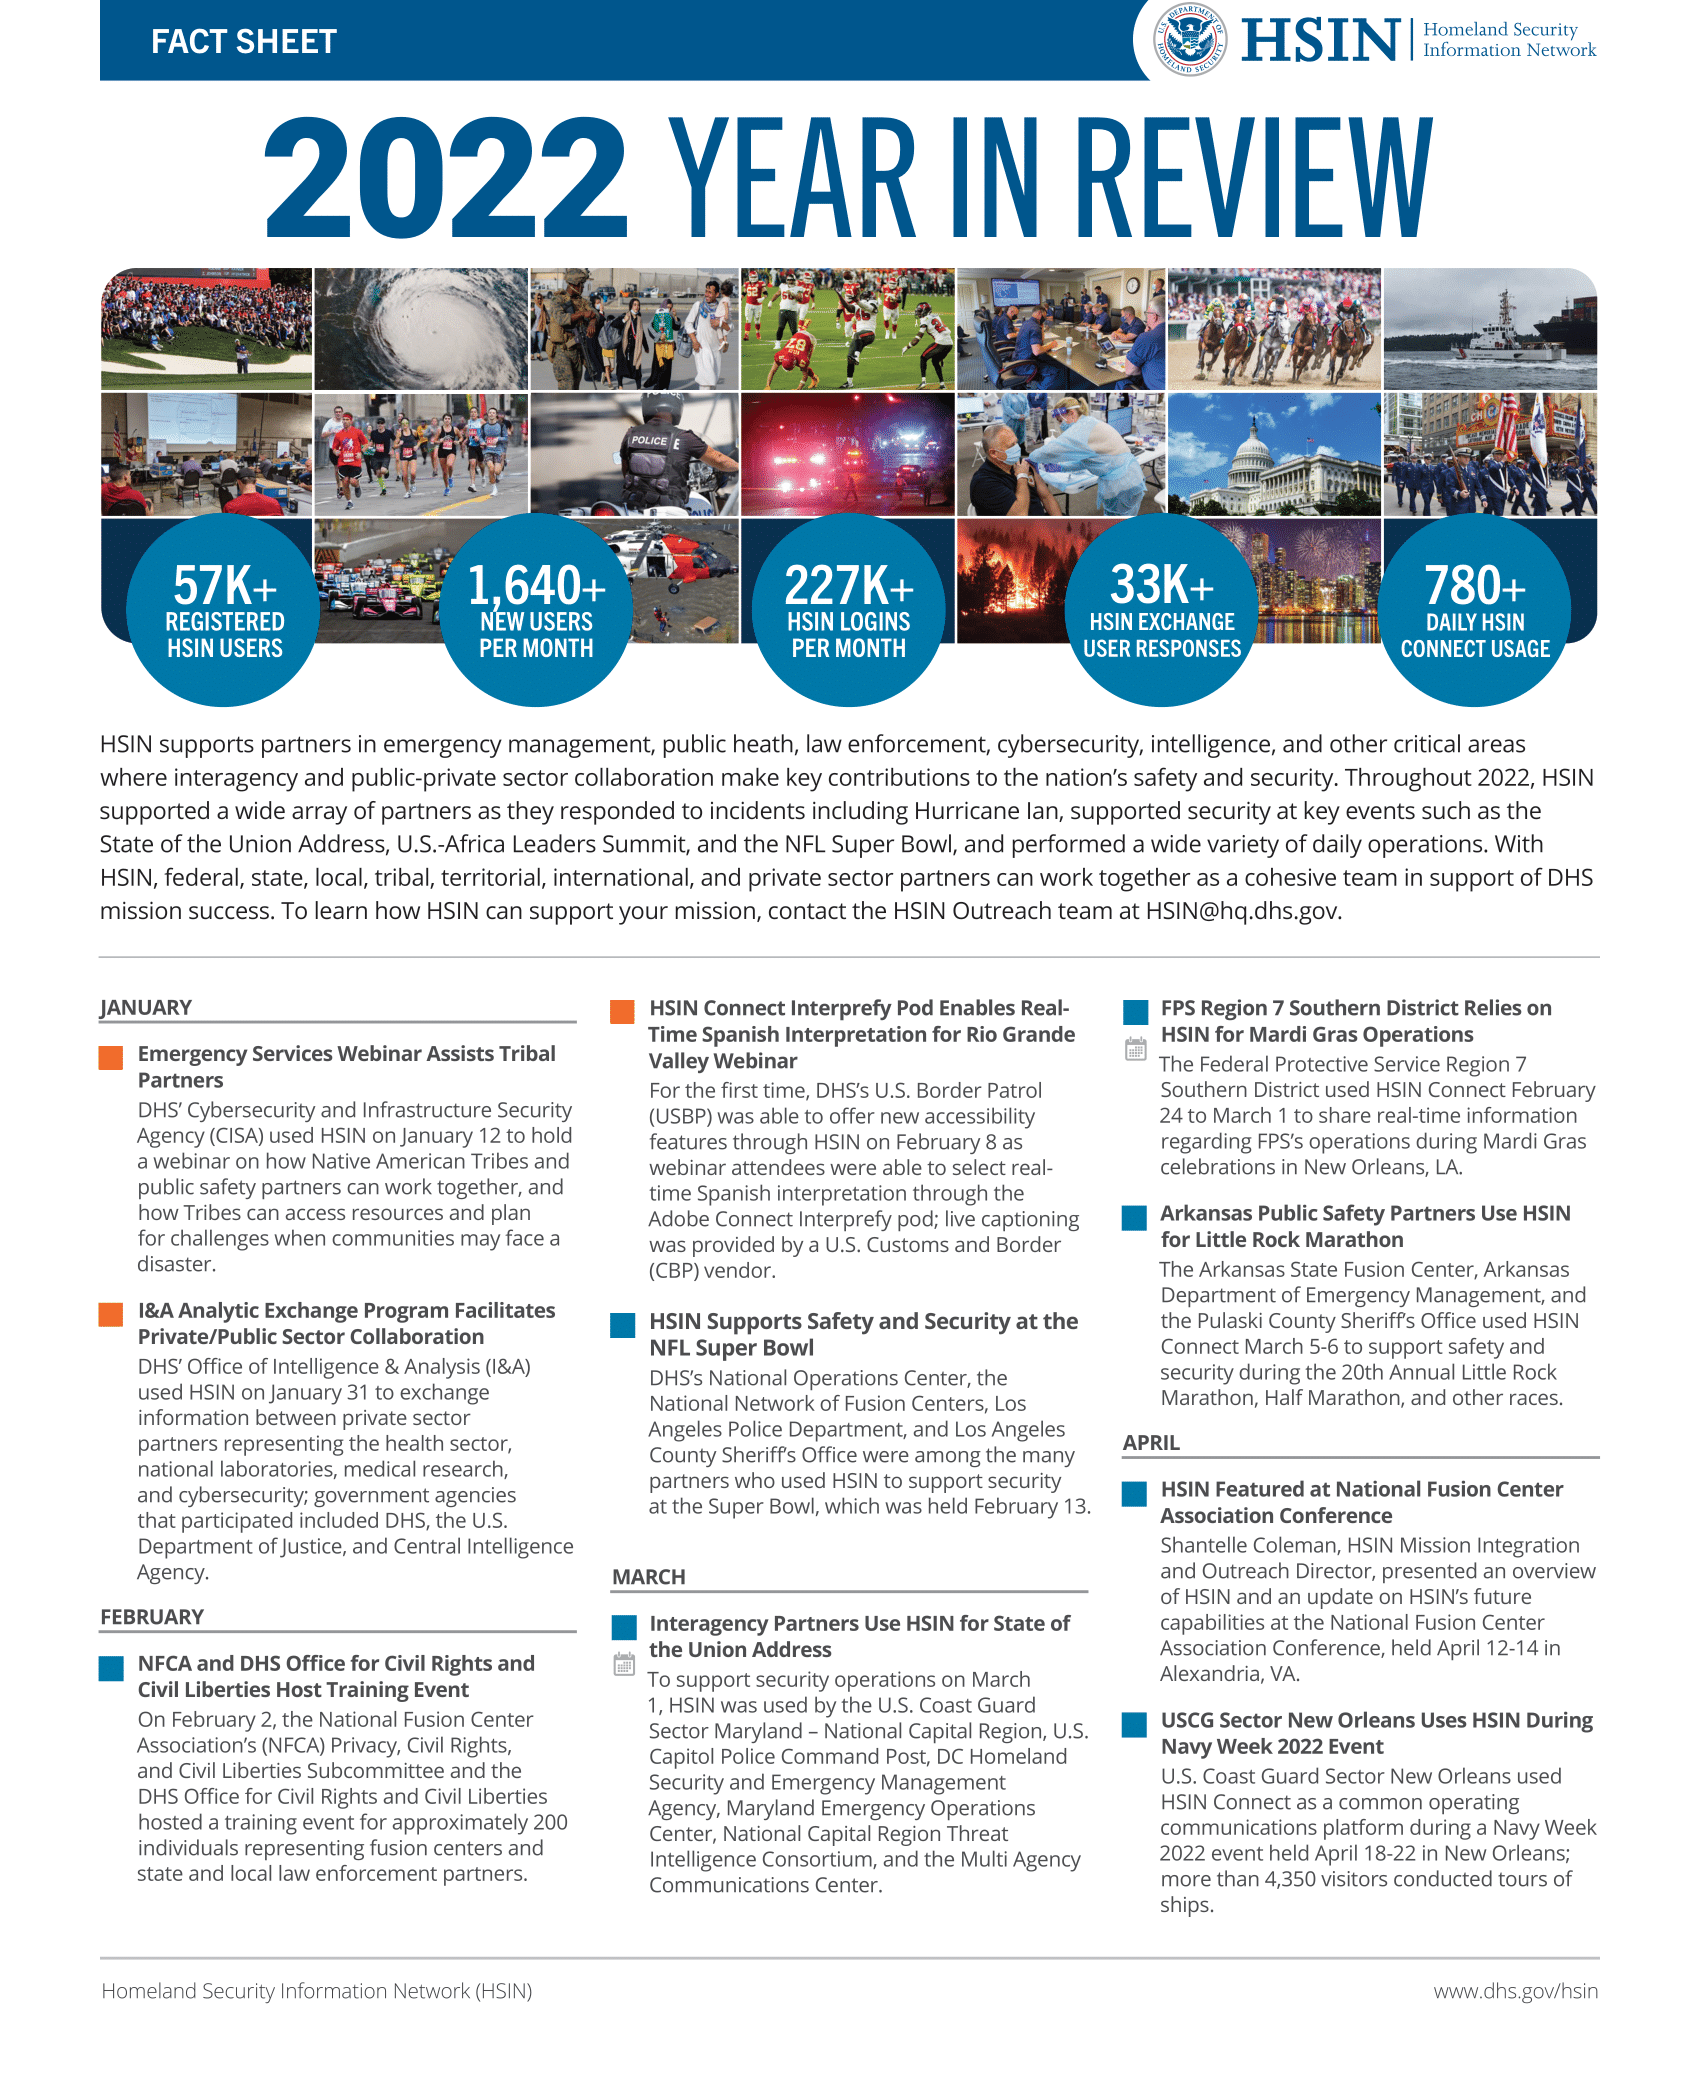 FACT SHEET
HSIN
Homeland Security
Information Network
2022 YEAR IN REVIEW
POLICE
57K+
REGISTERED
HSIN USERS
1,640+
NEW USERS
PER MONTH
227K+
HSIN LOGINS
PER MONTH
33K+
HSIN EXCHANGE
USER RESPONSES
780+
DAILY HSIN
CONNECT USAGE
HSIN supports partners in emergency management, public heath, law enforcement, cybersecurity, intelligence, and other critical areas
where interagency and public-private sector collaboration make key contributions to the nation’s safety and security. Throughout 2022, HSIN
supported a wide array of partners as they responded to incidents including Hurricane Ian, supported security at key events such as the
State of the Union Address, U.S.-Africa Leaders Summit, and the NFL Super Bowl, and performed a wide variety of daily operations. With
HSIN, federal, state, local, tribal, territorial, international, and private sector partners can work together as a cohesive team in support of DHS
mission success. To learn how HSIN can support your mission, contact the HSIN Outreach team at HSIN@hq.dhs.gov.
JANUARY
Emergency Services Webinar Assists Tribal
Partners
DHS’ Cybersecurity and Infrastructure Security
Agency (CISA) used HSIN on January 12 to hold
a webinar on how Native American Tribes and
public safety partners can work together, and
how Tribes can access resources and plan
for challenges when communities may face a
disaster.
I&A Analytic Exchange Program Facilitates
Private/Public Sector Collaboration
DHS’ Office of Intelligence & Analysis (I&A)
used HSIN on January 31 to exchange
information between private sector
partners representing the health sector,
national laboratories, medical research,
and cybersecurity; government agencies
that participated included DHS, the U.S.
Department of Justice, and Central Intelligence
Agency.
FEBRUARY
NFCA and DHS Office for Civil Rights and
Civil Liberties Host Training Event
On February 2, the National Fusion Center
Association’s (NFCA) Privacy, Civil Rights,
and Civil Liberties Subcommittee and the
DHS Office for Civil Rights and Civil Liberties
hosted a training event for approximately 200
individuals representing fusion centers and
state and local law enforcement partners.
HSIN Connect Interprefy Pod Enables Real-
Time Spanish Interpretation for Rio Grande
Valley Webinar
For the first time, DHS’s U.S. Border Patrol
(USBP) was able to offer new accessibility
features through HSIN on February 8 as
webinar attendees were able to select real-
time Spanish interpretation through the
Adobe Connect Interprefy pod; live captioning
was provided by a U.S. Customs and Border
(CBP) vendor.
HSIN Supports Safety and Security at the
NFL Super Bowl
DHS’s National Operations Center, the
National Network of Fusion Centers, Los
Angeles Police Department, and Los Angeles
County Sheriff’s Office were among the many
partners who used HSIN to support security
at the Super Bowl, which was held February 13.
MARCH
Interagency Partners Use HSIN for State of
the Union Address
To support security operations on March
1, HSIN was used by the U.S. Coast Guard
Sector Maryland – National Capital Region, U.S.
Capitol Police Command Post, DC Homeland
Security and Emergency Management
Agency, Maryland Emergency Operations
Center, National Capital Region Threat
Intelligence Consortium, and the Multi Agency
Communications Center.
FPS Region 7 Southern District Relies on
HSIN for Mardi Gras Operations
The Federal Protective Service Region 7
Southern District used HSIN Connect February
24 to March 1 to share real-time information
regarding FPS’s operations during Mardi Gras
celebrations in New Orleans, LA.
Arkansas Public Safety Partners Use HSIN
for Little Rock Marathon
The Arkansas State Fusion Center, Arkansas
Department of Emergency Management, and
the Pulaski County Sheriff’s Office used HSIN
Connect March 5-6 to support safety and
security during the 20th Annual Little Rock
Marathon, Half Marathon, and other races.
APRIL
HSIN Featured at National Fusion Center
Association Conference
Shantelle Coleman, HSIN Mission Integration
and Outreach Director, presented an overview
of HSIN and an update on HSIN’s future
capabilities at the National Fusion Center
Association Conference, held April 12-14 in
Alexandria, VA.
USCG Sector New Orleans Uses HSIN During
Navy Week 2022 Event
U.S. Coast Guard Sector New Orleans used
HSIN Connect as a common operating
communications platform during a Navy Week
2022 event held April 18-22 in New Orleans;
more than 4,350 visitors conducted tours of
ships.
Homeland Security Information Network (HSIN)
www.dhs.gov/hsin